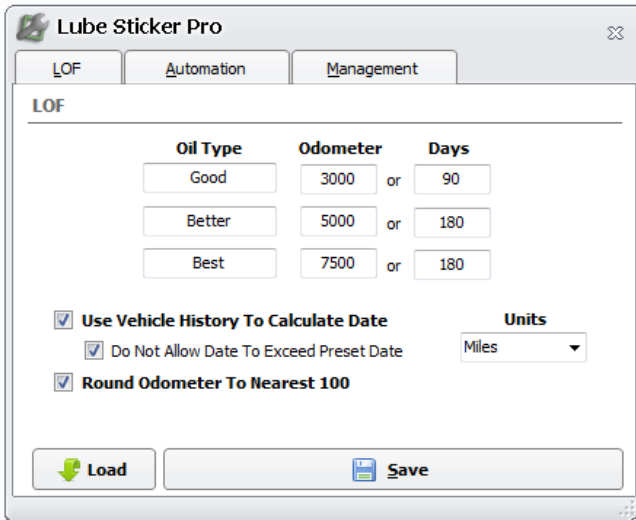 Lube Sticker Pro
LOF Automation Management
LOF
Oil Type Odometer Days
Good 3000 or 90
Better 5000 or 180
Best 7500 or 180
Use Vehicle History To Calculate Date Units
Do Not Allow Date To Exceed Preset Date Miles
Round Odometer To Nearest 100
Load Save